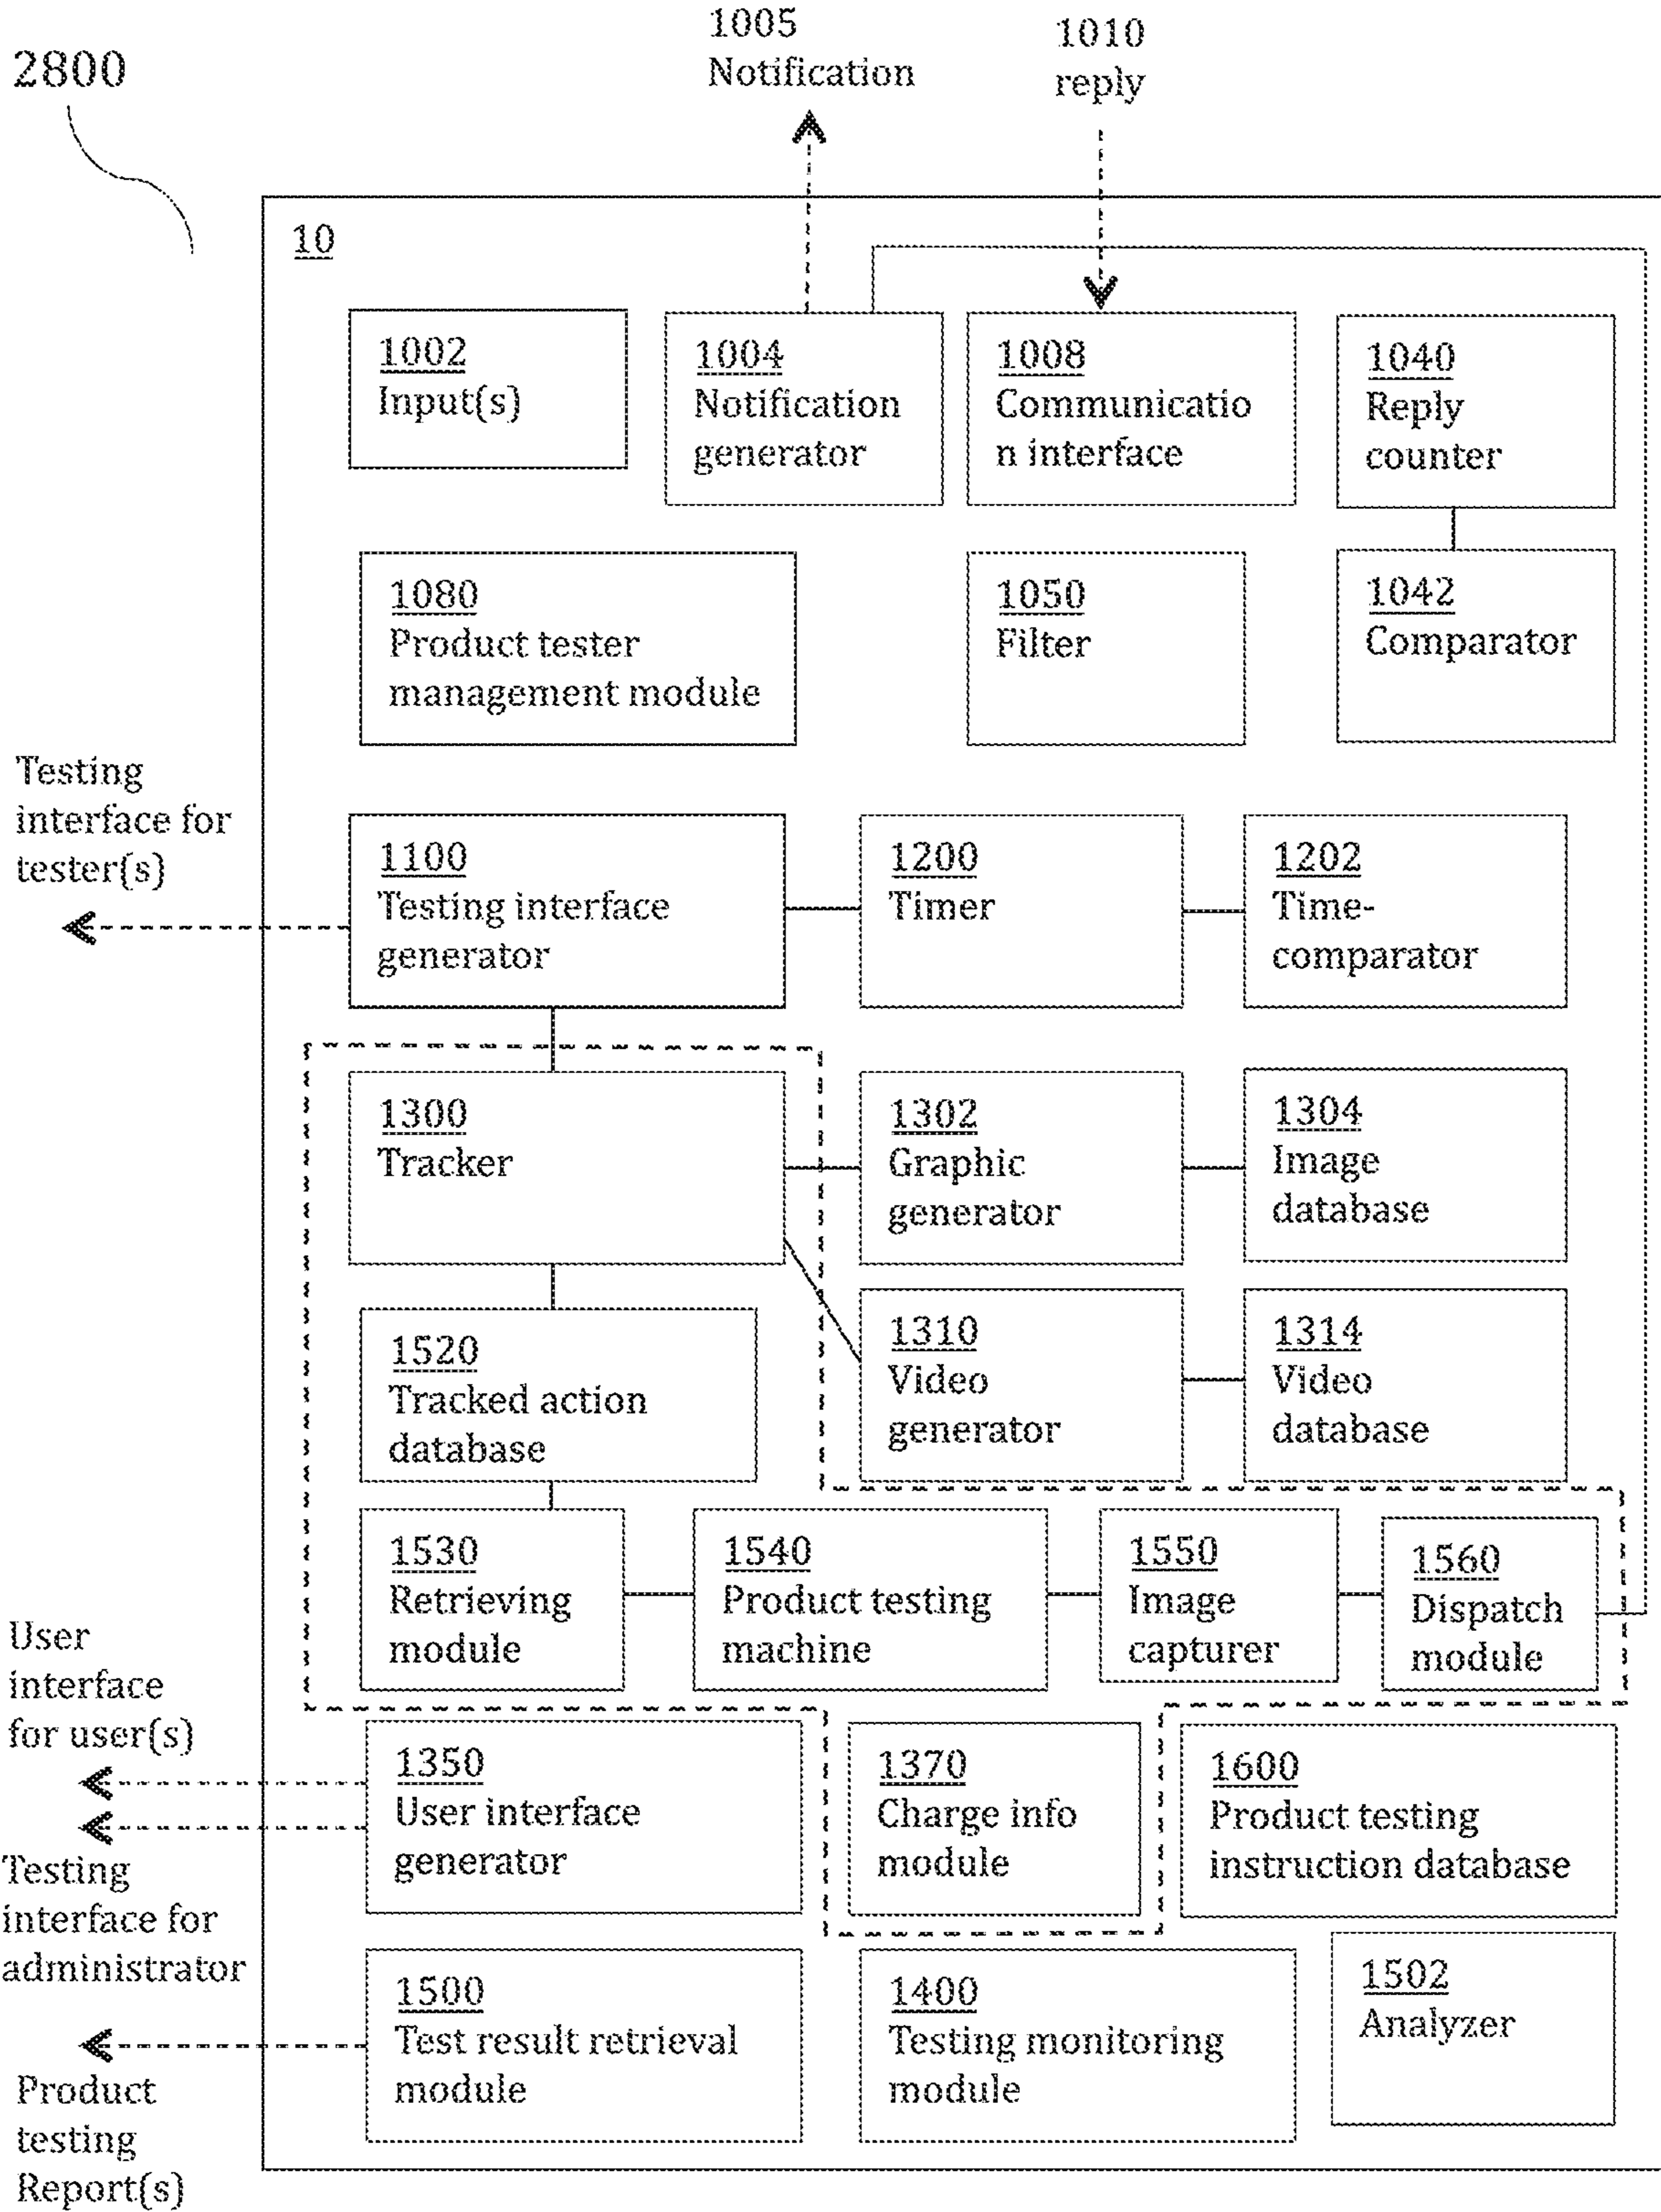 2800
1005
Notification
1010
reply
10
1002
Input(s)
1004
Notification
generator
1008
Communicatio
n interface
1040
Reply
counter
1080
Product tester
management module
1050
Filter
1042
Comparator
Testing
interface for
tester(s)
1100
Testing interface
generator
1200
Timer
1202
Time-
comparator
1300
Tracker
1302
Graphic
generator
1304
Image
database
1520
Tracked action
database
1310
Video
generator
1314
Video
database
1530
Retrieving
module
1540
Product testing
machine
1550
Image
capturer
1560
Dispatch
module
User
interface
for user(s)
1350
User interface
generator
1370
Charge info
module
1600
Product testing
instruction database
Testing
interface for
administrator
1500
Test result retrieval
module
1400
Testing monitoring
module
1502
Analyzer
Product
testing
Report(s)